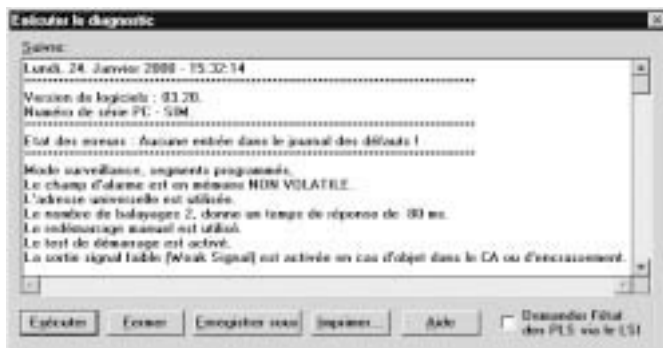 Exécuter le diagnostic
Suivre:
Lundi, 24. Janvier 2000 - 15:32:14
Version de logiciels : 03.20.
Numéro de série PC - SIM.
Etat des erreurs : Aucune entrée dans le journal des défauts !
Mode surveillance, segments programmés,
Le champ d'alarme est en mémoire NON VOLATILE.
L'adresse universelle est utilisée.
Le nombre de balayages 2, donne un temps de réponse de 80 ms.
Le redémarrage manuel est utilisé.
Le test de démarrage est activé.
La sortie signal faible (Weak Signal) est activée en cas d'objet dans le CA ou d'encrassement.
Exécuter Fermer Enregistrer sous Imprimer... Aide
Demander l'état
des PLS via le LSI